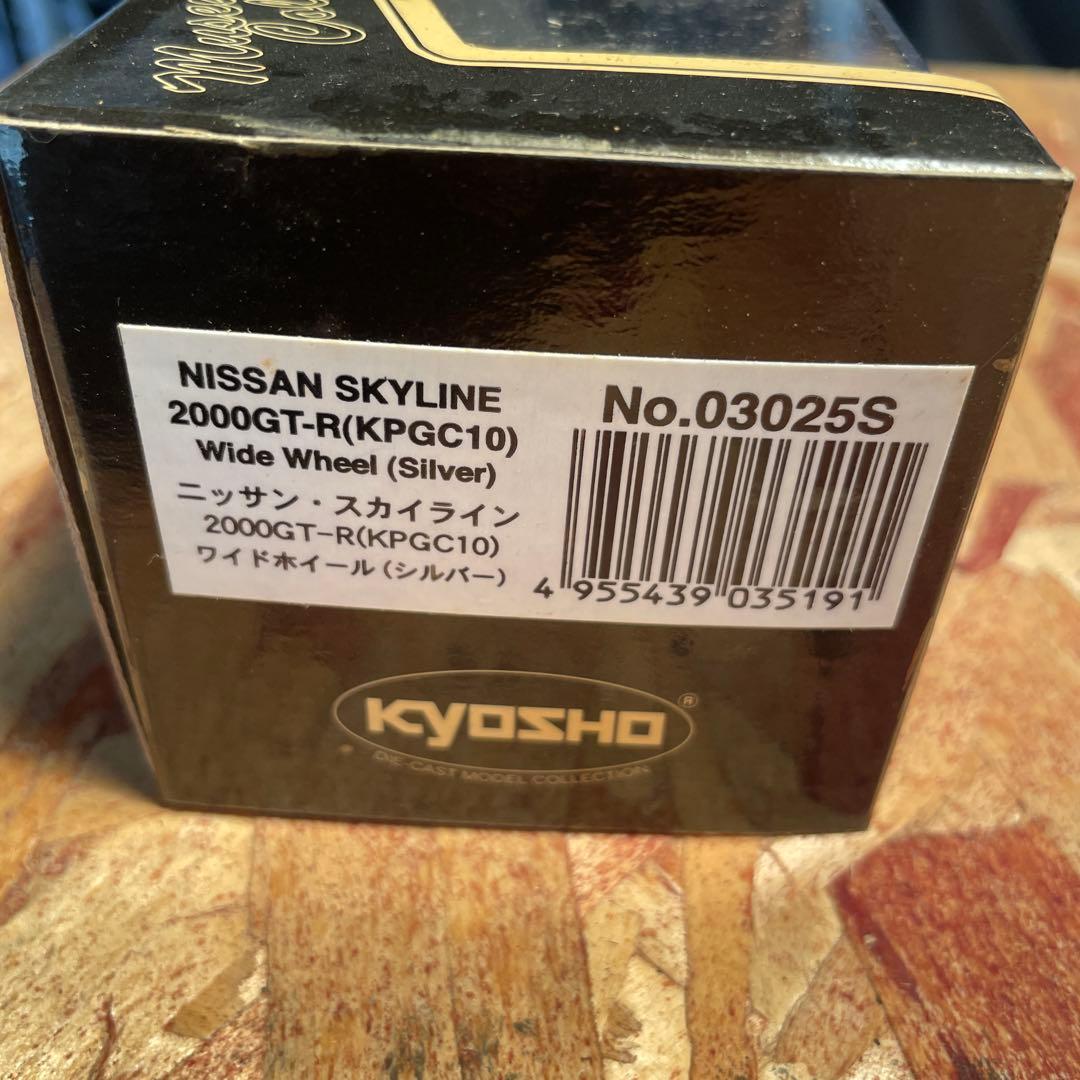 NISSAN SKYLINE
2000GT-R(KPGC10)
Wide Wheel (Silver)
ニッサン・スカイライン
2000GT-R(KPGC10)
ワイドホイール(シルバー)
No.03025S
4 955439 035191
KYOSHO ®
DIE-CAST MODEL COLLECTION